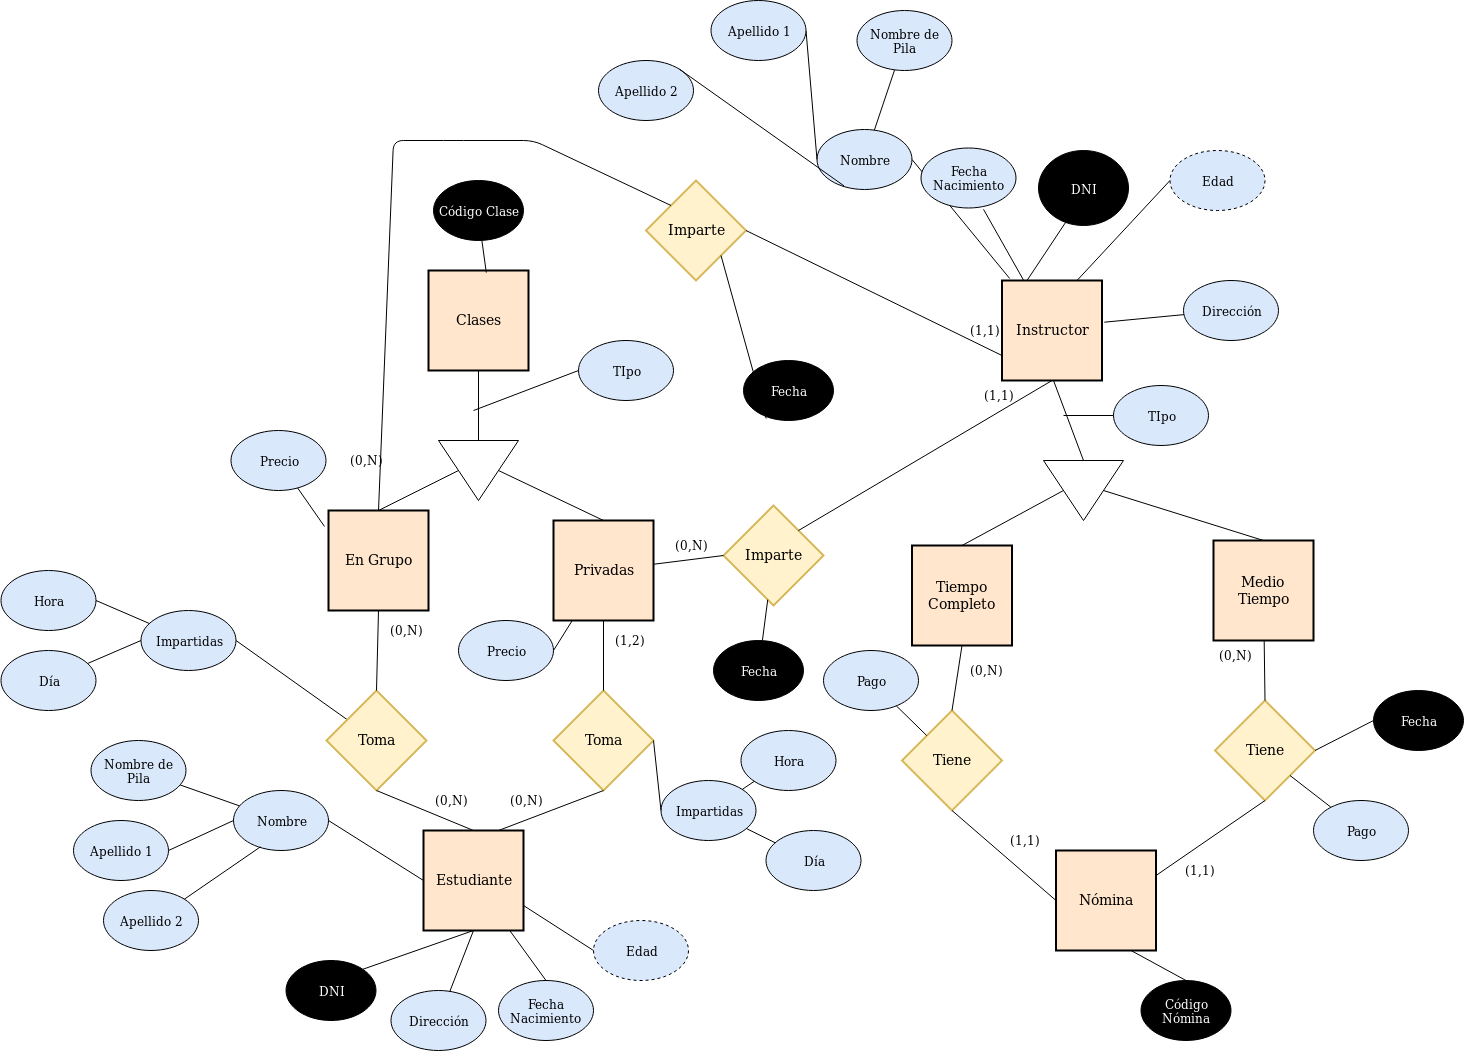 Apellido 1
Nombre de
Pila
Apellido 2
Nombre
Fecha
Nacimiento
DNI
Edad
Código Clase
Imparte
Clases
Instructor
(1,1)
Dirección
TIpo
Fecha
(1,1)
TIpo
Precio
(0,N)
En Grupo
Privadas
(0,N)
Imparte
Tiempo
Completo
Medio
Tiempo
Hora
Impartidas
Día
(0,N)
(1,2)
Precio
Fecha
Pago
(0,N)
(0,N)
Toma
Toma
Tiene
Tiene
Fecha
Nombre de
Pila
Hora
Impartidas
Día
Pago
(0,N)
(0,N)
Nombre
Apellido 1
Apellido 2
Estudiante
(1,1)
(1,1)
Nómina
DNI
Dirección
Fecha
Nacimiento
Edad
Código
Nómina